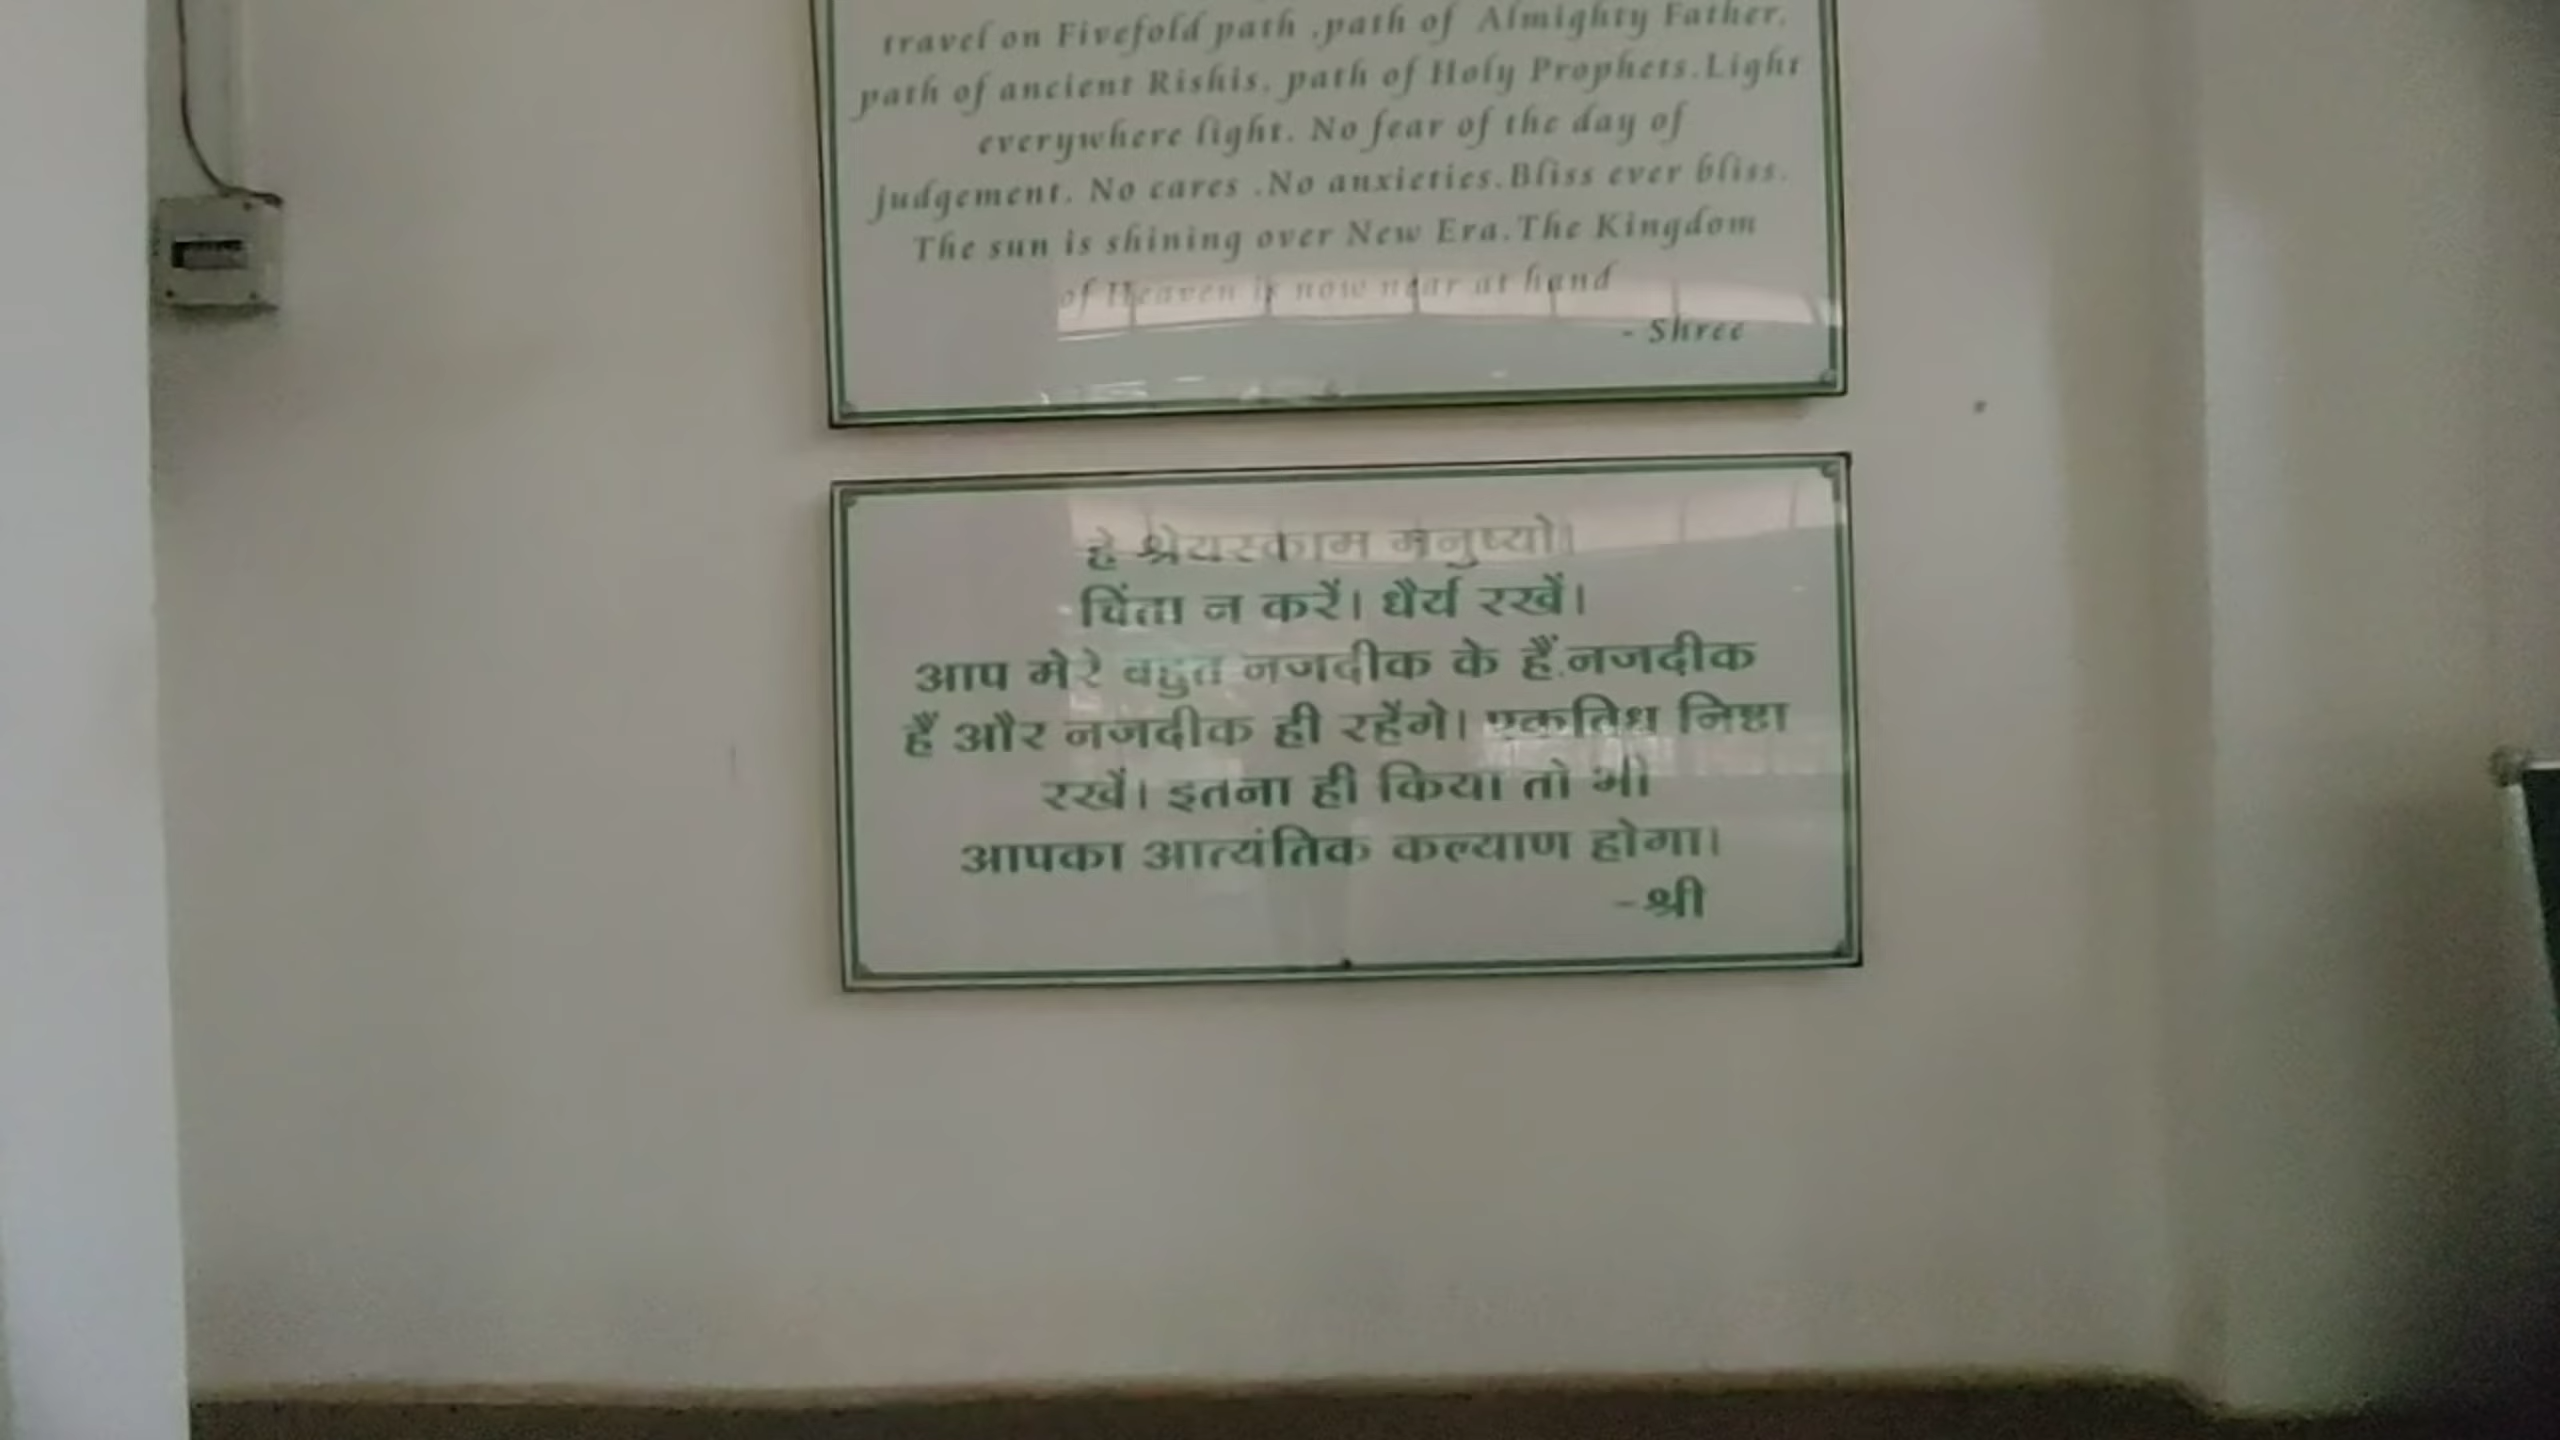 travel on Fivefold path .path of Almighty Father,
path of ancient Rishis, path of Holy Prophets.Light
everywhere light. No fear of the day of
judgement. No cares .No anxieties.Bliss ever bliss.
The sun is shining over New Era.The Kingdom
of Heaven is now near at hand
- Shree
हे श्रेयस्काम मनुष्यो।
चिंता न करें। धैर्य रखें।
आप मेरे बहुत नजदीक के हैं.नजदीक
हैं और नजदीक ही रहेंगे। एकविध निष्ठा
रखें। इतना ही किया तो भी
आपका आत्यंतिक कल्याण होगा।
-श्री